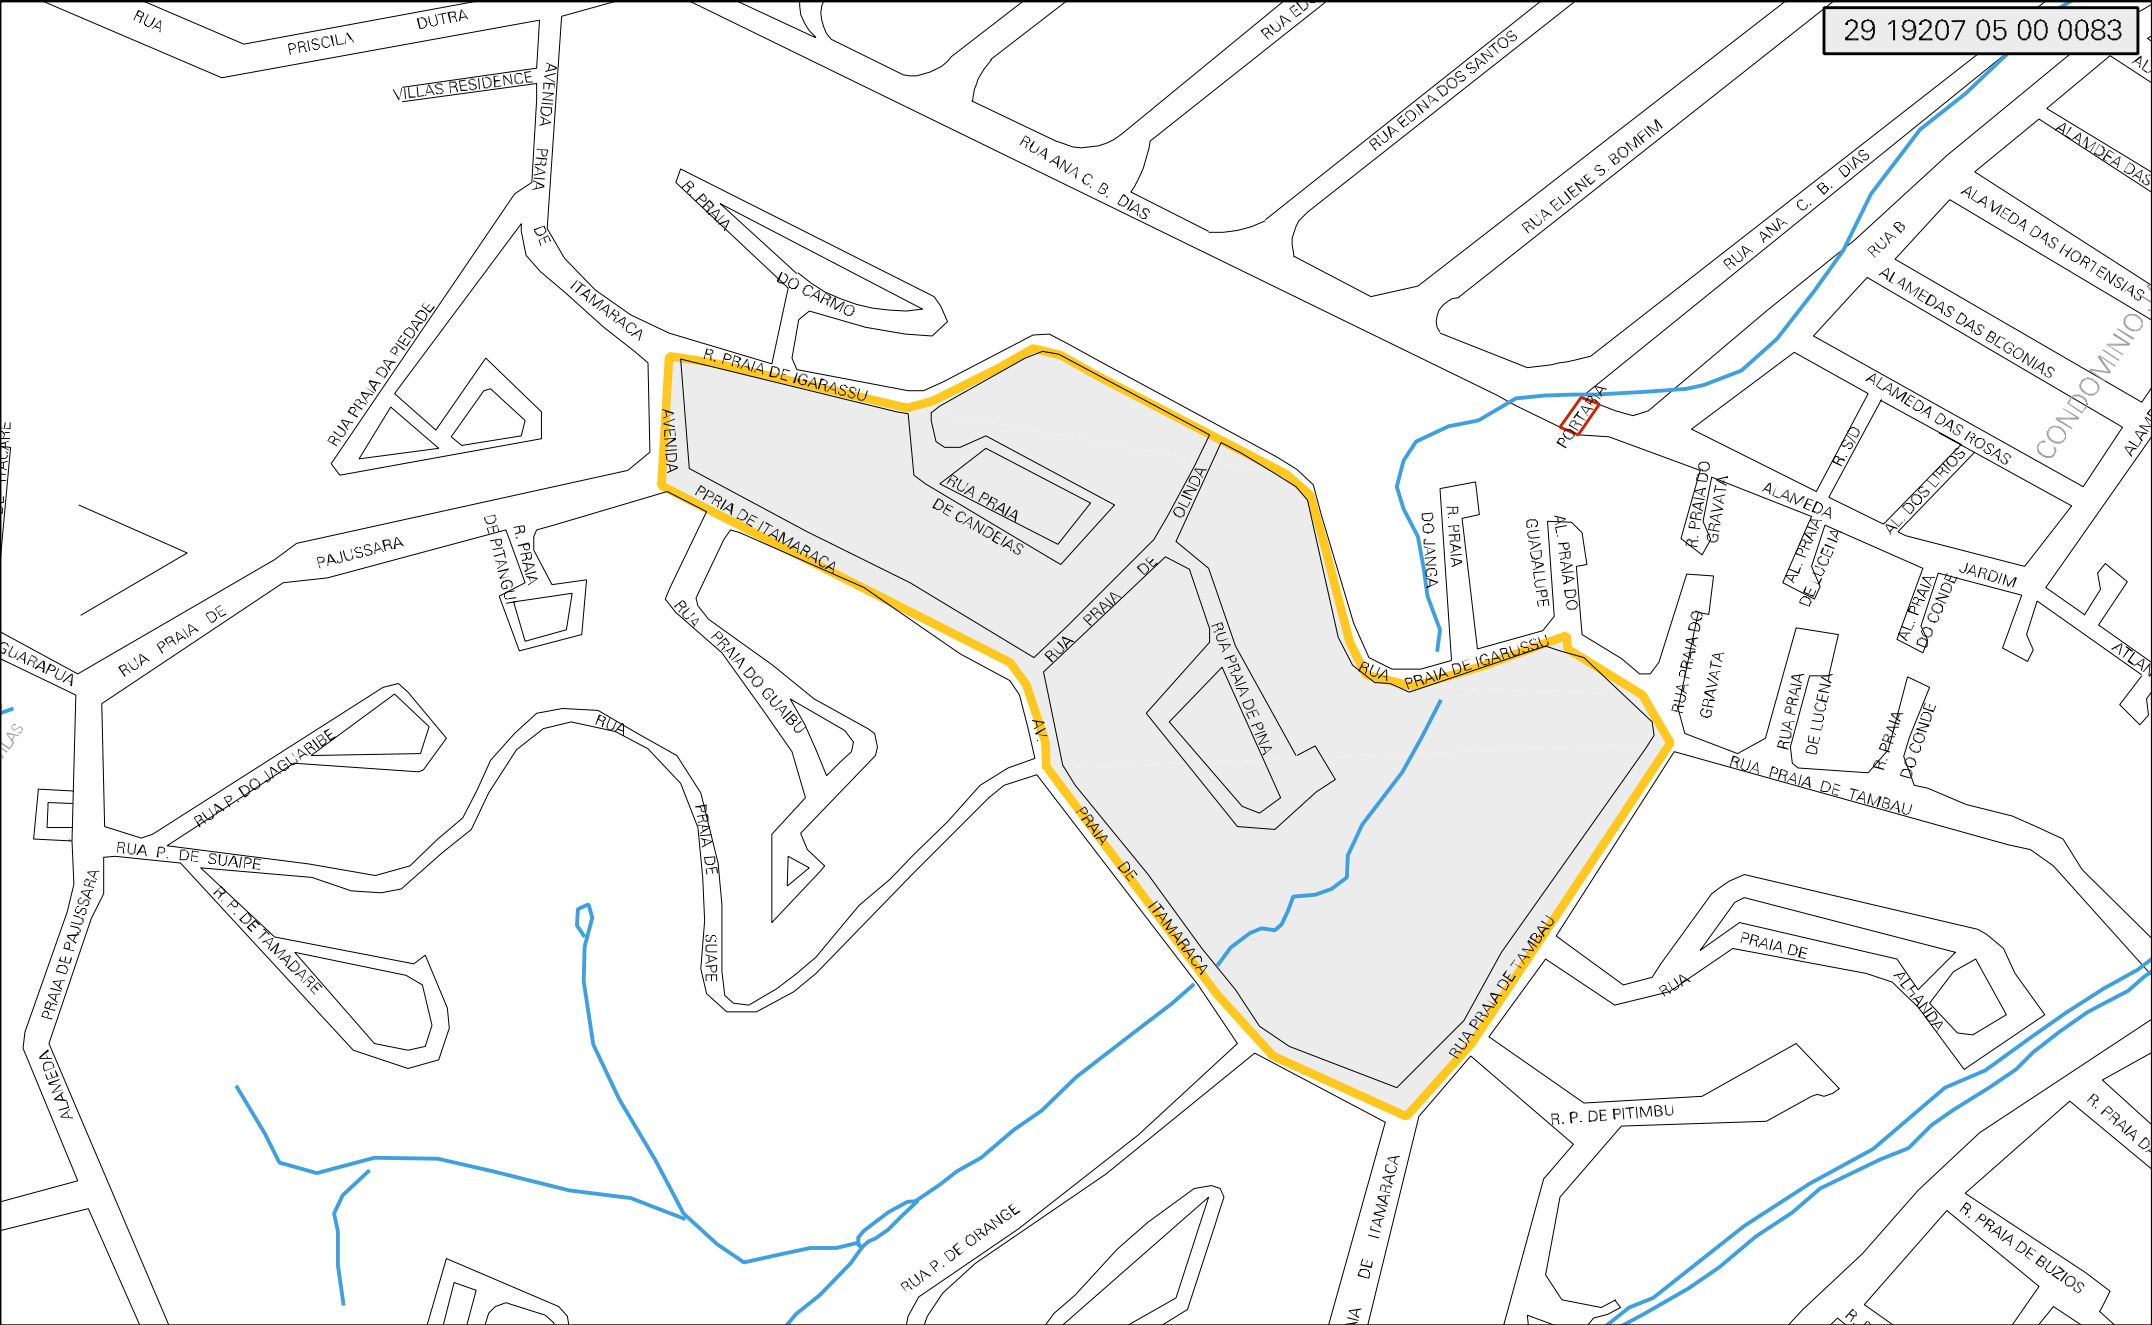 29 19207 05 00 0083
RUA
PRISCILA
DUTRA
VILLAS RESIDENCE
AVENIDA
PRAIA
DE
ITAMARACA
RUA EDINA DOS SANTOS
RUA ELIENE S. BOMFIM
RUA ANA C. B. DIAS
RUA ANA C. B. DIAS
RUA B
ALAMDEA DAS
ALAMEDA DAS HORTENSIAS
ALAMEDAS DAS BEGONIAS
ALAMEDA DAS ROSAS
CONDOMINIO
R. S/D
AL. DOS LIRIOS
PORTARIA
ALAMEDA
JARDIM
R. PRAIA
DO CARMO
RUA PRAIA DA PIEDADE
R. PRAIA DE IGARASSU
AVENIDA
PPRIA DE ITAMARACA
RUA PRAIA
DE CANDEIAS
OLINDA
DE
PRAIA
RUA
RUA PRAIA DE PINA
R. PRAIA
DO JANGA
AL. PRAIA DO
GUADALUPE
R. PRAIA DO
GRAVATA
AL. PRAIA
DE LUCENA
AL. PRAIA
DO CONDE
RUA PRAIA DO
GRAVATA
RUA PRAIA
DE LUCENA
R. PRAIA
DO CONDE
RUA
PRAIA DE IGARUSSU
RUA PRAIA DE TAMBAU
RUA PRAIA DE TAMBAU
PAJUSSARA
RUA PRAIA DE
R. PRAIA
DE PITANGUI
GUARAPUA
RUA
PRAIA DO GUAIBU
RUA P. DO JAGUARIBE
RUA
PRAIA DE
SUAPE
RUA P. DE SUAIPE
R. P. DE TAMADARE
PRAIA DE PAJUSSARA
ALAMEDA
AV.
PRAIA
DE
ITAMARACA
RUA
PRAIA DE
ALHANDA
R. P. DE PITIMBU
RUA P. DE ORANGE
ITAMARACA
DE
R. PRAIA DE BUZIOS